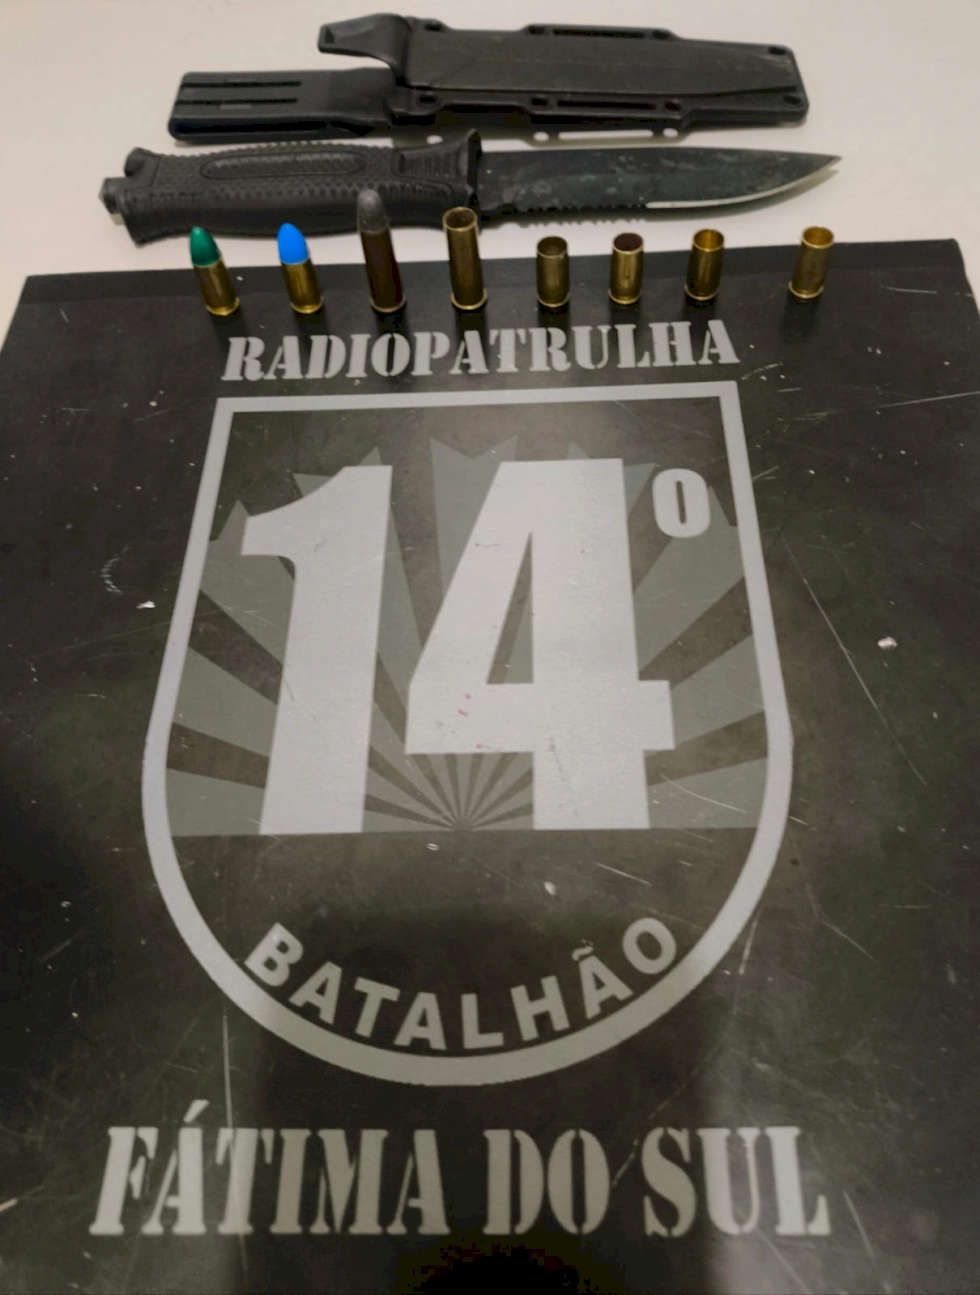 RADIOPATRULHA
14º
BATALHÃO
FÁTIMA DO SUL